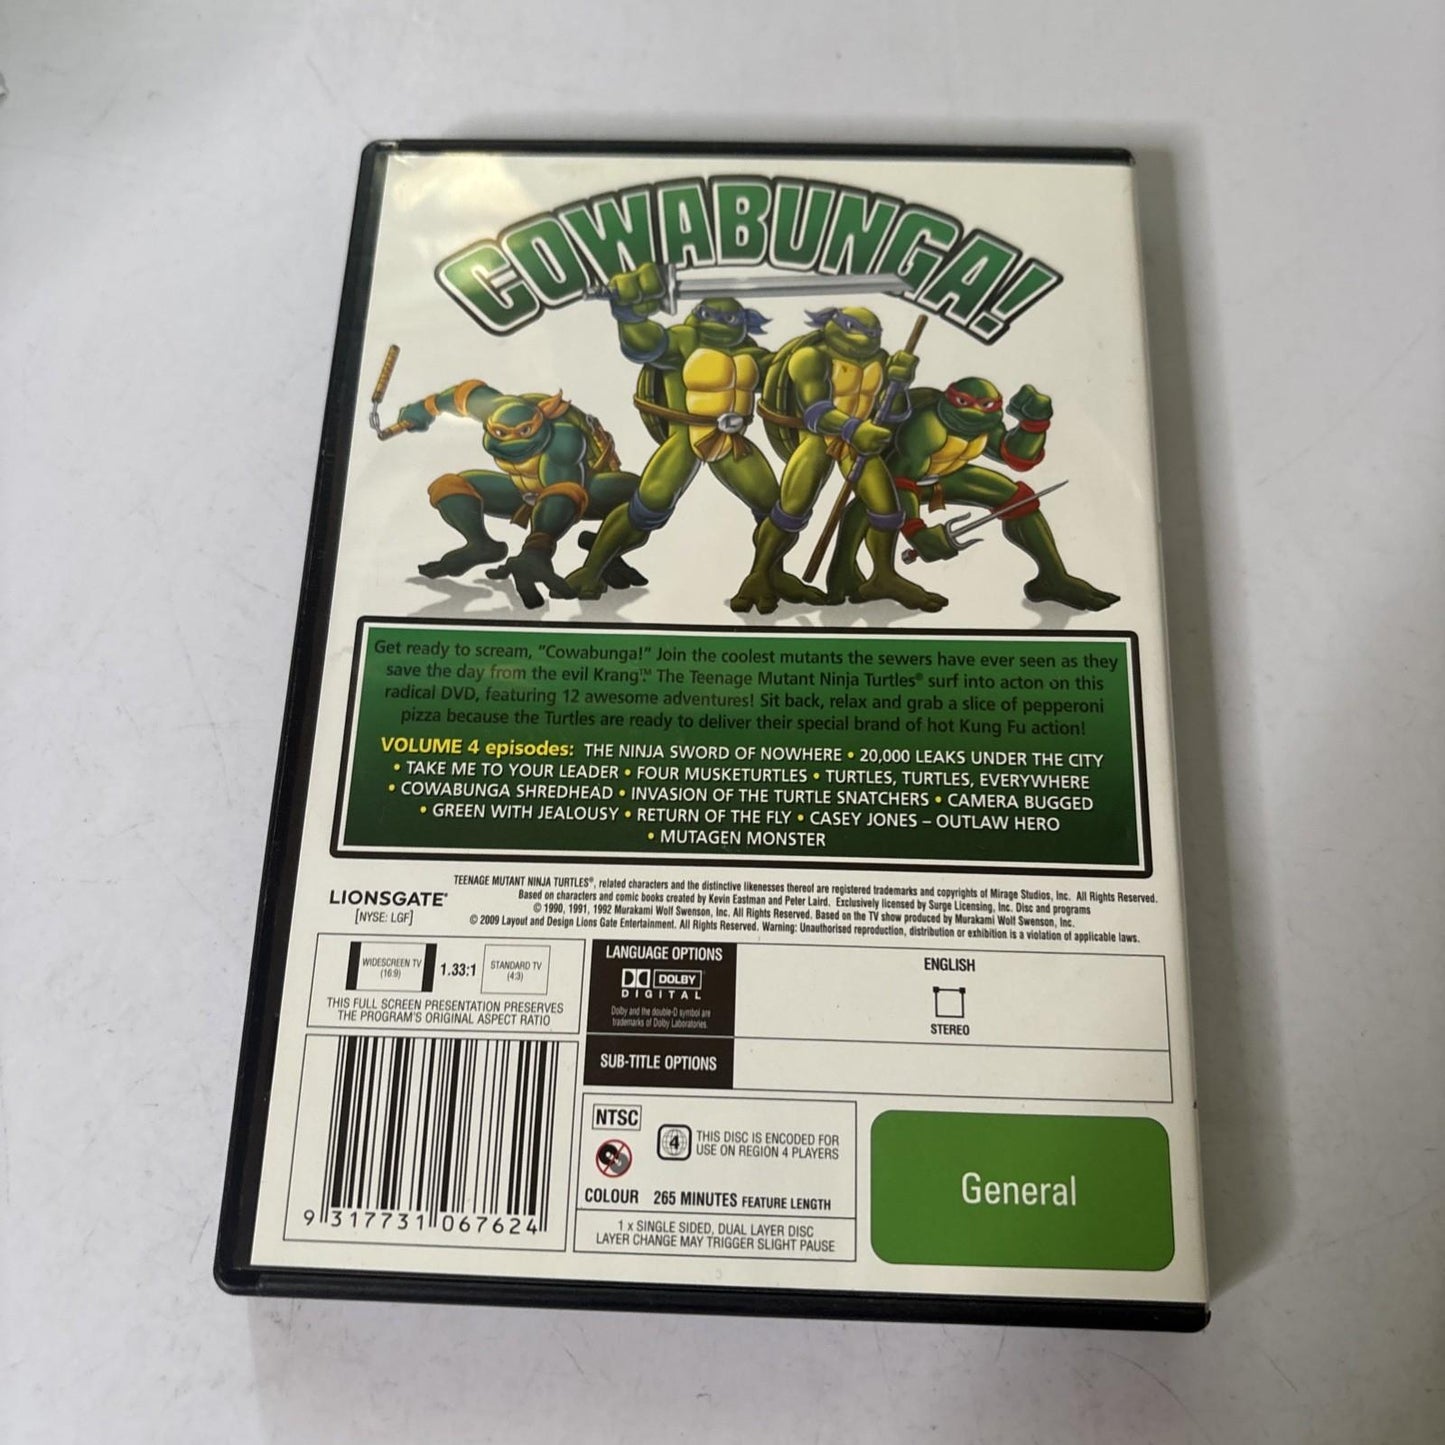 COWABUNGA!
Get ready to scream, "Cowabunga!" Join the coolest mutants the sewers have ever seen as they
save the day from the evil Krang™. The Teenage Mutant Ninja Turtles® surf into acton on this
radical DVD, featuring 12 awesome adventures! Sit back, relax and grab a slice of pepperoni
pizza because the Turtles are ready to deliver their special brand of hot Kung Fu action!
VOLUME 4 episodes: THE NINJA SWORD OF NOWHERE • 20,000 LEAKS UNDER THE CITY
• TAKE ME TO YOUR LEADER • FOUR MUSKETURTLES • TURTLES, TURTLES, EVERYWHERE
• COWABUNGA SHREDHEAD • INVASION OF THE TURTLE SNATCHERS • CAMERA BUGGED
• GREEN WITH JEALOUSY • RETURN OF THE FLY • CASEY JONES – OUTLAW HERO
• MUTAGEN MONSTER
LIONSGATE®
[NYSE: LGF]
TEENAGE MUTANT NINJA TURTLES®, related characters and the distinctive likenesses thereof are registered trademarks and copyrights of Mirage Studios, Inc. All Rights Reserved.
Based on characters and comic books created by Kevin Eastman and Peter Laird. Exclusively licensed by Surge Licensing, Inc. Disc and programs
© 1990, 1991, 1992 Murakami Wolf Swenson, Inc. All Rights Reserved. Based on the TV show produced by Murakami Wolf Swenson, Inc.
© 2009 Layout and Design Lions Gate Entertainment. All Rights Reserved. Warning: Unauthorised reproduction, distribution or exhibition is a violation of applicable laws.
WIDESCREEN TV
(16:9)
1.33:1
STANDARD TV
(4:3)
THIS FULL SCREEN PRESENTATION PRESERVES
THE PROGRAM'S ORIGINAL ASPECT RATIO
LANGUAGE OPTIONS
DOLBY
DIGITAL
Dolby and the double-D symbol are
trademarks of Dolby Laboratories.
ENGLISH
STEREO
SUB-TITLE OPTIONS
9 317731 067624
NTSC
4
THIS DISC IS ENCODED FOR
USE ON REGION 4 PLAYERS
COLOUR 265 MINUTES FEATURE LENGTH
1 x SINGLE SIDED, DUAL LAYER DISC
LAYER CHANGE MAY TRIGGER SLIGHT PAUSE
General